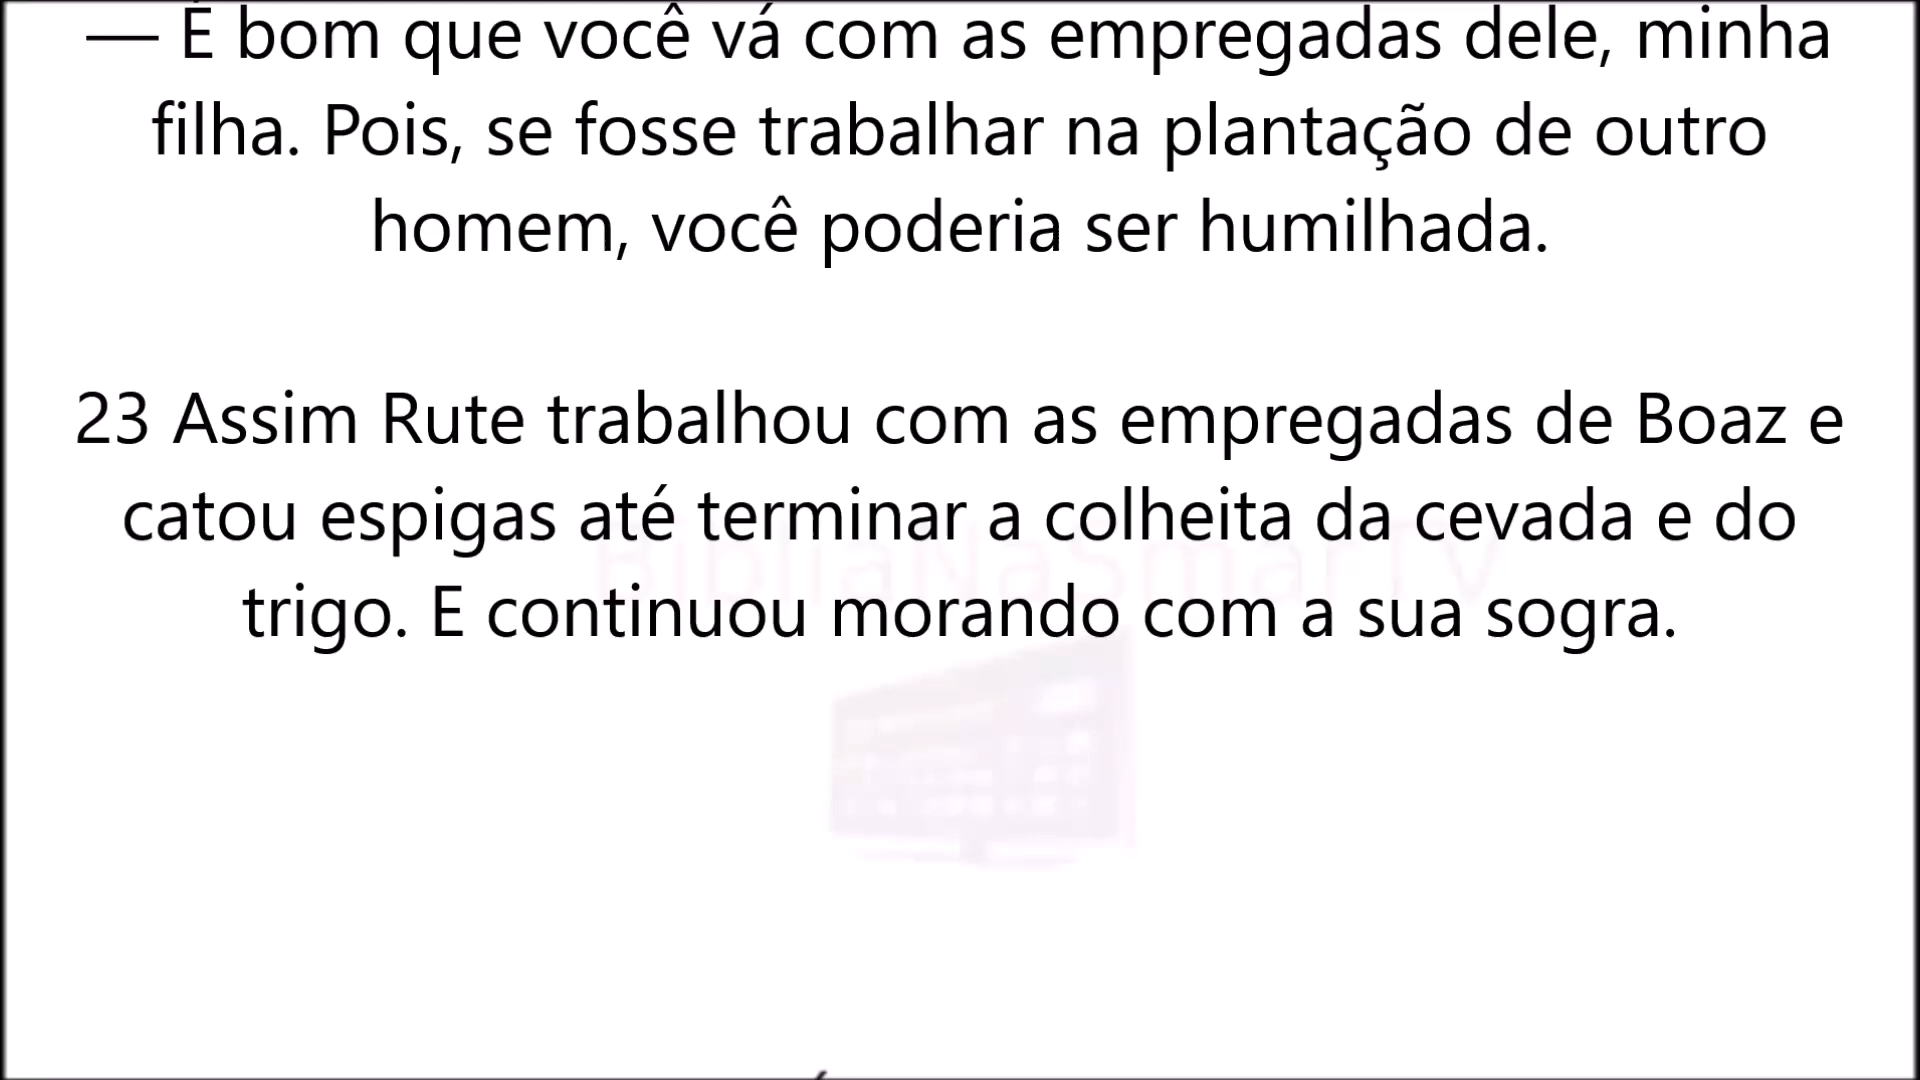 — É bom que você vá com as empregadas dele, minha
filha. Pois, se fosse trabalhar na plantação de outro
homem, você poderia ser humilhada.
23 Assim Rute trabalhou com as empregadas de Boaz e
catou espigas até terminar a colheita da cevada e do
BibliaNaSmarTV
trigo. E continuou morando com a sua sogra.